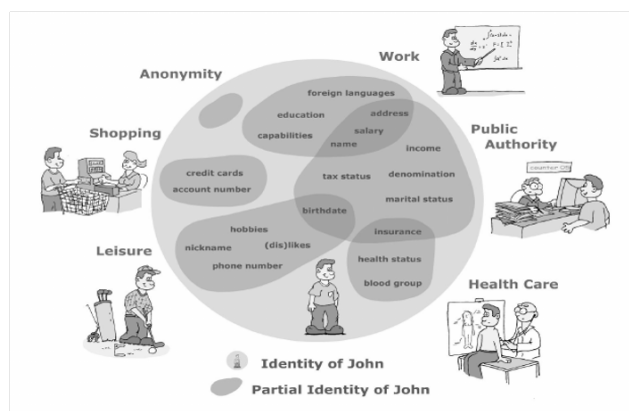 Work
Anonymity
foreign languages
education
address
capabilities
salary
name
Shopping
Public
Authority
income
credit cards
account number
tax status
denomination
marital status
birthdate
hobbies
nickname
(dis)likes
phone number
insurance
Leisure
health status
blood group
Health Care
Identity of John
Partial Identity of John